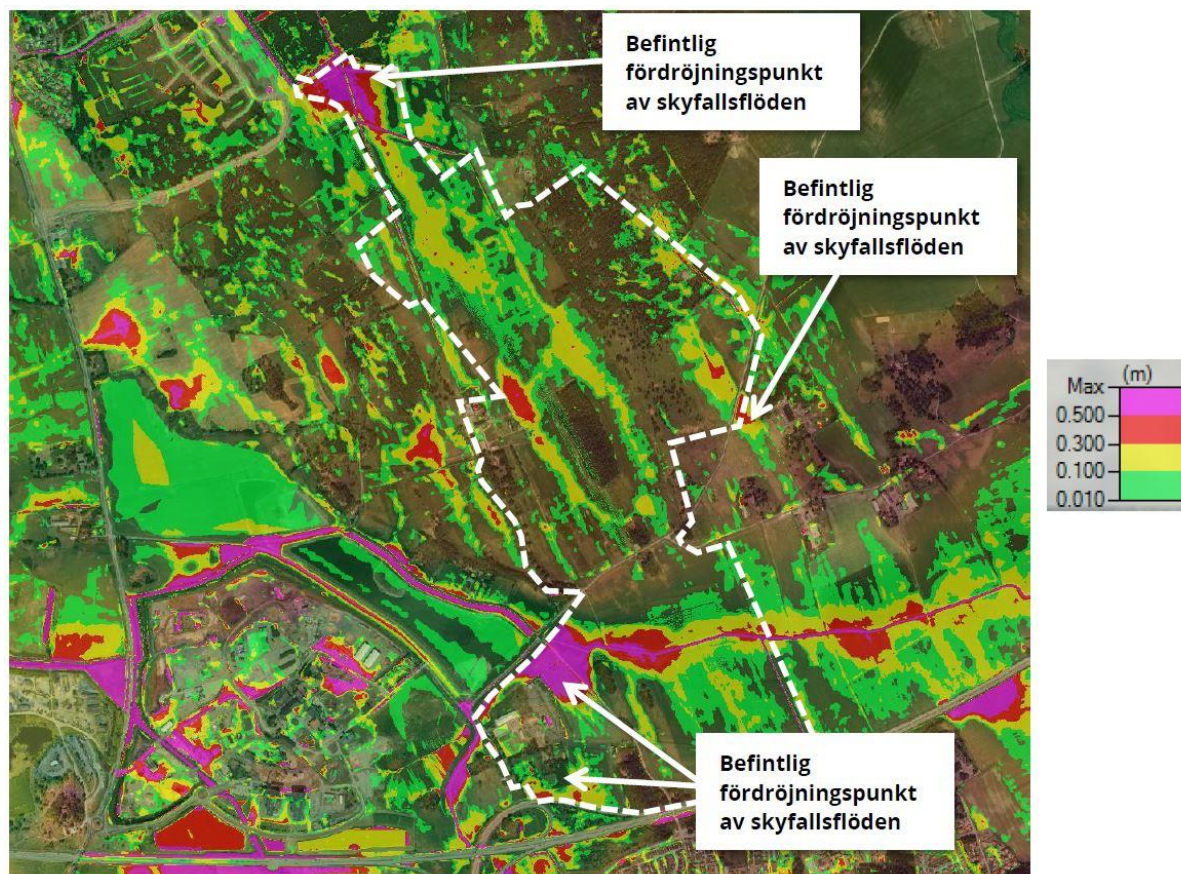 Befintlig
fördröjningspunkt
av skyfallsflöden
Befintlig
fördröjningspunkt
av skyfallsflöden
Befintlig
fördröjningspunkt
av skyfallsflöden
(m)
Max
0.500
0.300
0.100
0.010